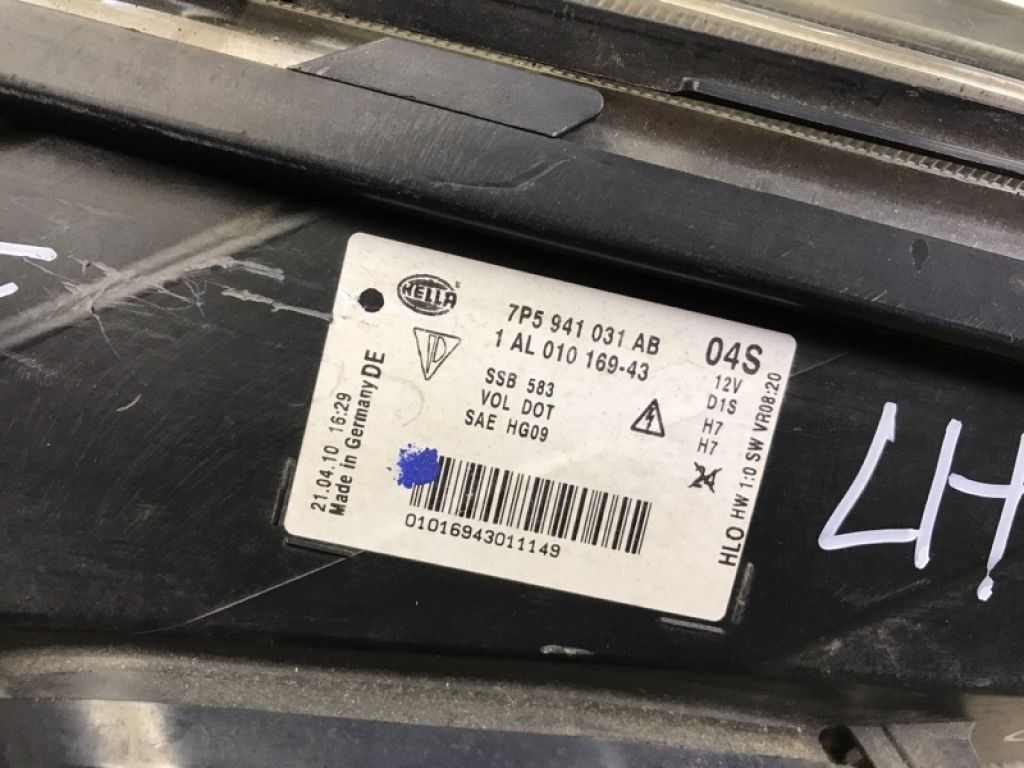 HELLA
7P5 941 031 AB
1 AL 010 169-43
04S
SSB 583
VOL DOT
SAE HG09
12V
D1S
H7
H7
21.04.10 16:29
Made in Germany DE
HLO HW 1:0 SW VR08:20
01016943011149
LH